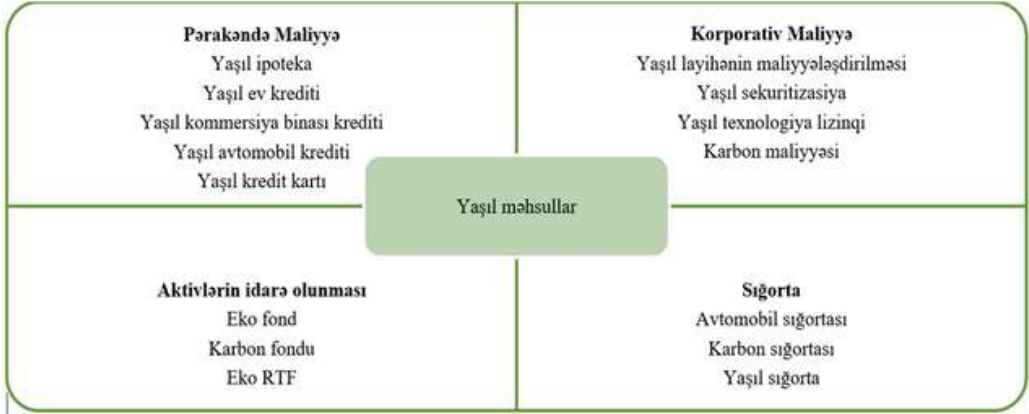 Pərakəndə Maliyyə
Yaşıl ipoteka
Yaşıl ev krediti
Yaşıl kommersiya binası krediti
Yaşıl avtomobil krediti
Yaşıl kredit kartı
Korporativ Maliyyə
Yaşıl layihənin maliyyələşdirilməsi
Yaşıl sekuritizasiya
Yaşıl texnologiya lizinqi
Karbon maliyyəsi
Yaşıl məhsullar
Aktivlərin idarə olunması
Eko fond
Karbon fondu
Eko RTF
Sığorta
Avtomobil sığortası
Karbon sığortası
Yaşıl sığorta